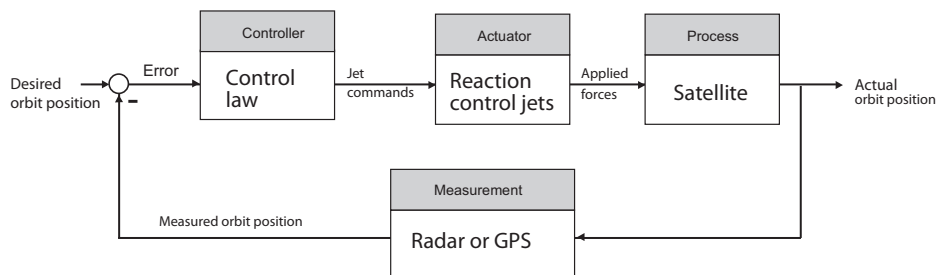 Controller
Control
law
Actuator
Reaction
control jets
Process
Satellite
Desired
orbit position
Error
-
Jet
commands
Applied
forces
Actual
orbit position
Measurement
Radar or GPS
Measured orbit position